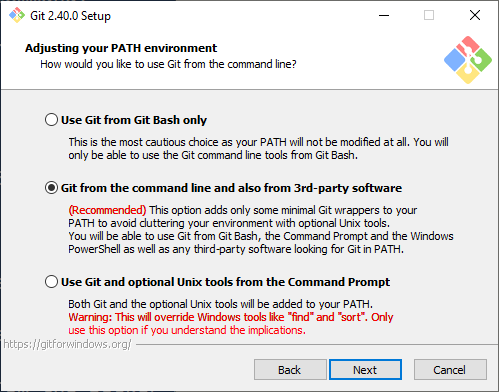 Git 2.40.0 Setup
Adjusting your PATH environment
How would you like to use Git from the command line?
Use Git from Git Bash only
This is the most cautious choice as your PATH will not be modified at all. You will
only be able to use the Git command line tools from Git Bash.
Git from the command line and also from 3rd-party software
(Recommended) This option adds only some minimal Git wrappers to your
PATH to avoid cluttering your environment with optional Unix tools.
You will be able to use Git from Git Bash, the Command Prompt and the Windows
PowerShell as well as any third-party software looking for Git in PATH.
Use Git and optional Unix tools from the Command Prompt
Both Git and the optional Unix tools will be added to your PATH.
Warning: This will override Windows tools like "find" and "sort". Only
use this option if you understand the implications.
https://gitforwindows.org/
Back Next Cancel